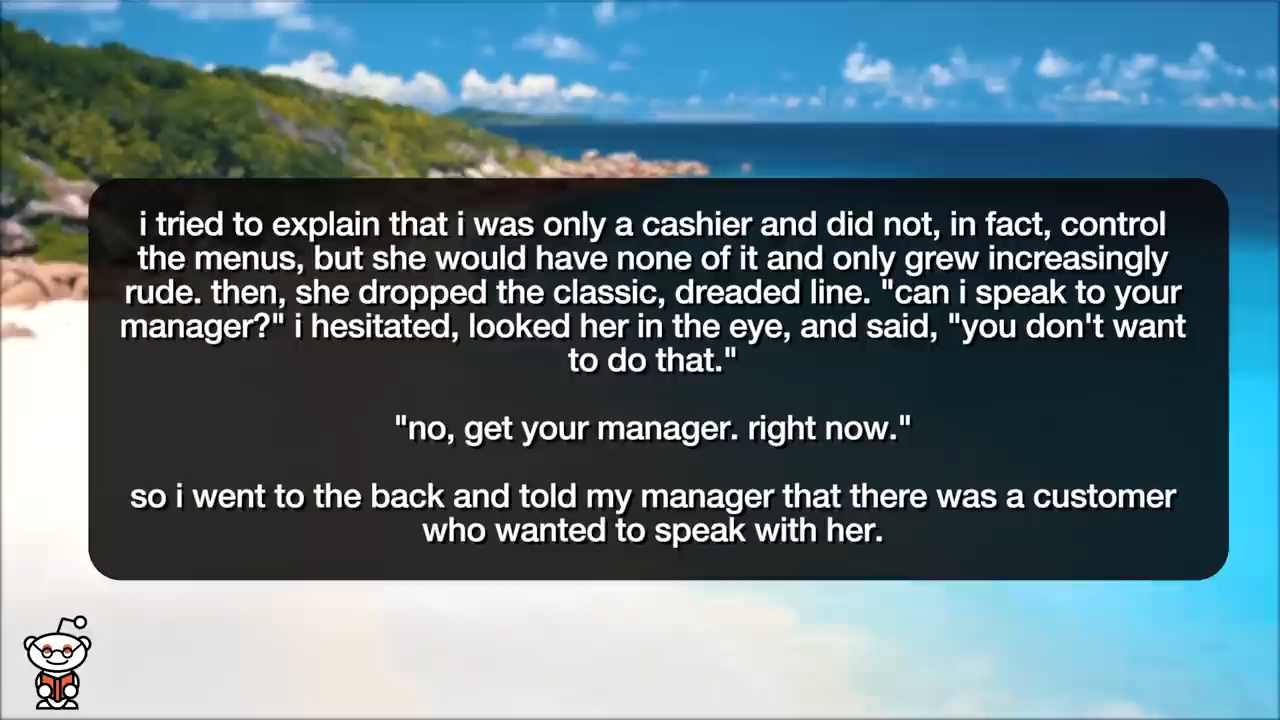 i tried to explain that i was only a cashier and did not, in fact, control
the menus, but she would have none of it and only grew increasingly
rude. then, she dropped the classic, dreaded line. "can i speak to your
manager?" i hesitated, looked her in the eye, and said, "you don't want
to do that."
"no, get your manager. right now."
so i went to the back and told my manager that there was a customer
who wanted to speak with her.